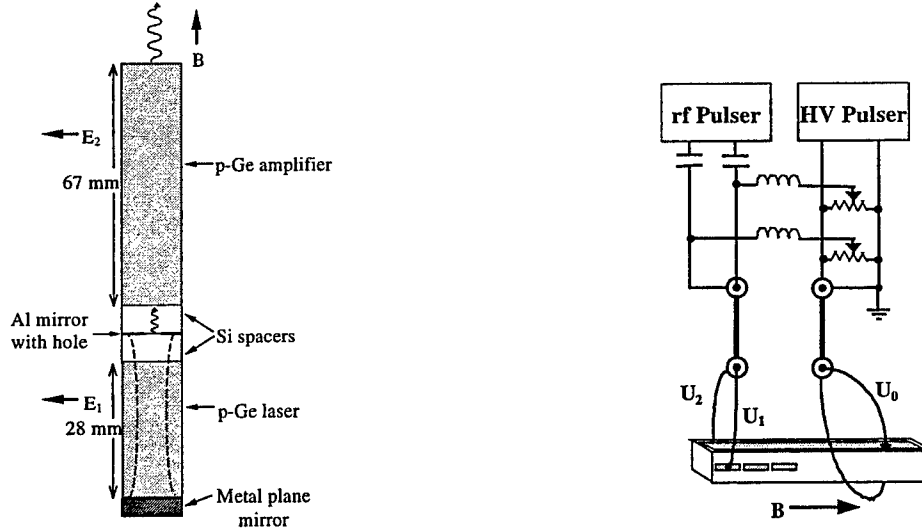 B
E2
67 mm
p-Ge amplifier
Al mirror
with hole
Si spacers
E1
28 mm
p-Ge laser
Metal plane
mirror
rf Pulser
HV Pulser
U2
U1
U0
B